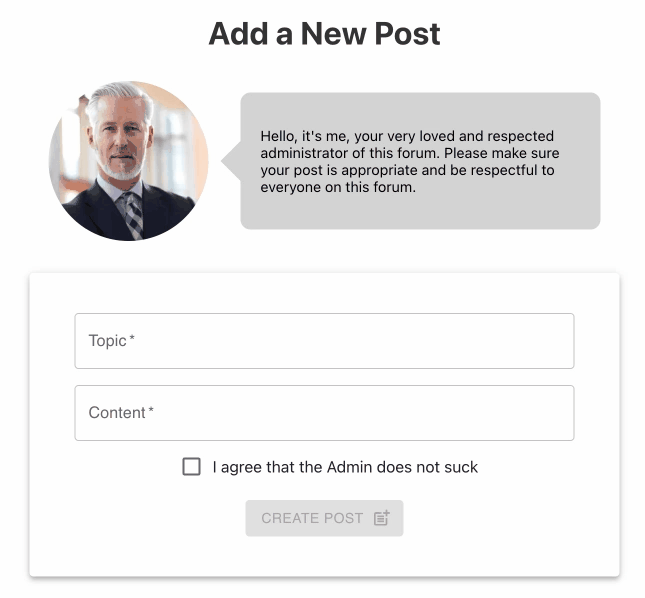 Add a New Post
Hello, it's me, your very loved and respected
administrator of this forum. Please make sure
your post is appropriate and be respectful to
everyone on this forum.
Topic *
Content *
I agree that the Admin does not suck
CREATE POST